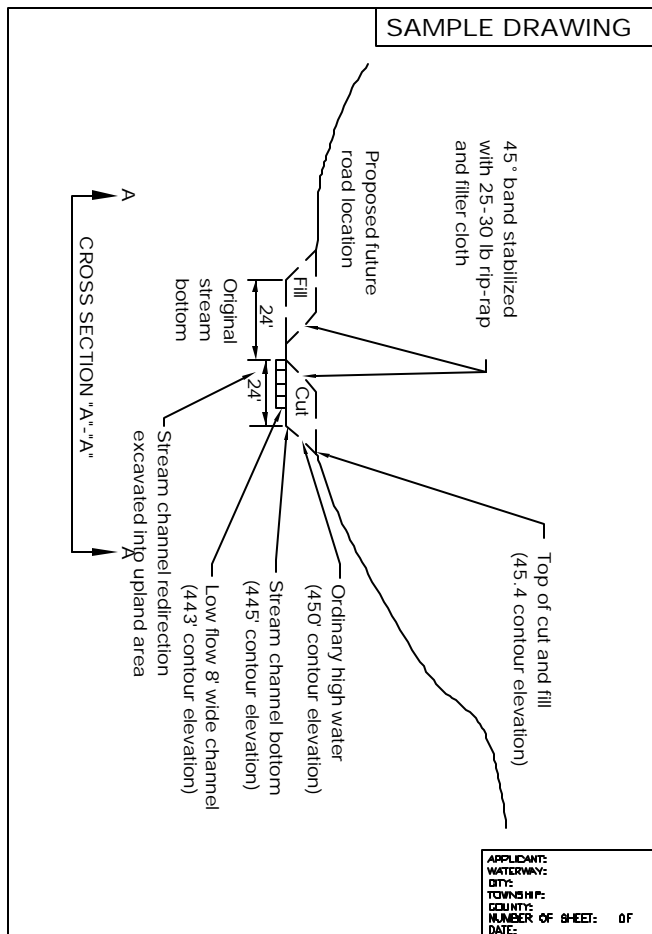 SAMPLE DRAWING
45° band stabilized
with 25-30 lb rip-rap
and filter cloth
Proposed future
road location
Top of cut and fill
(45.4 contour elevation)
Fill
Cut
24'
24'
Original
stream
bottom
Ordinary high water
(450' contour elevation)
Stream channel bottom
(445' contour elevation)
Low flow 8' wide channel
(443' contour elevation)
Stream channel redirection
excavated into upland area
A
A
CROSS SECTION "A"-"A"
APPLICANT:
WATERWAY:
CITY:
TOWNSHIP:
COUNTY:
NUMBER OF SHEET: OF
DATE: